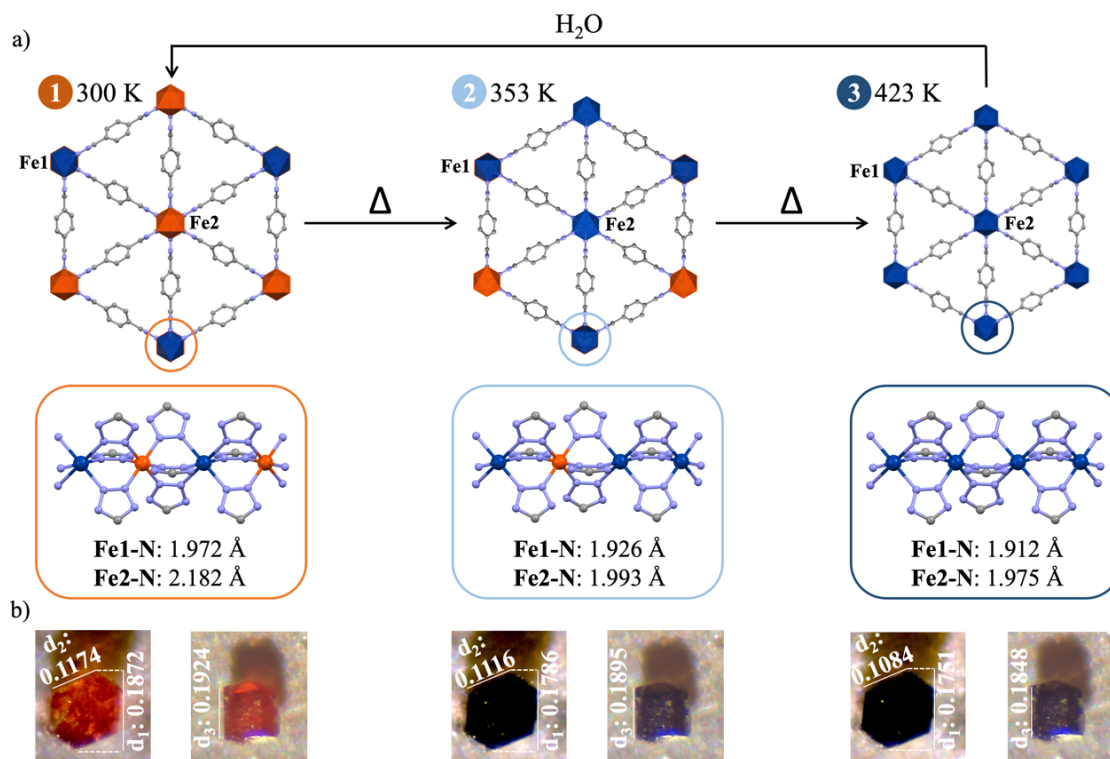 a)
H₂O
1 300 K
2 353 K
3 423 K
Fe1
Fe2
Δ
Fe1
Fe2
Δ
Fe1
Fe2
Fe1-N: 1.972 Å
Fe2-N: 2.182 Å
Fe1-N: 1.926 Å
Fe2-N: 1.993 Å
Fe1-N: 1.912 Å
Fe2-N: 1.975 Å
b)
d₂: 0.1174
d₁: 0.1872
d₃: 0.1924
d₂: 0.1116
d₁: 0.1786
d₃: 0.1895
d₂: 0.1084
d₁: 0.1751
d₃: 0.1848